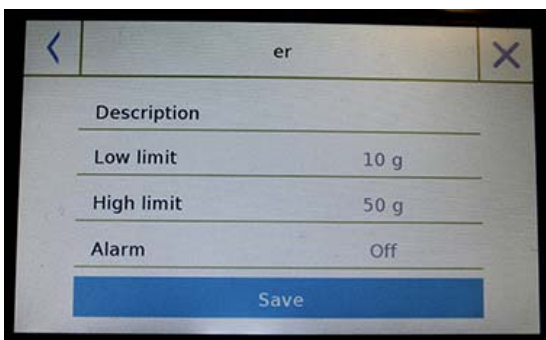 er
Description
Low limit 10 g
High limit 50 g
Alarm Off
Save